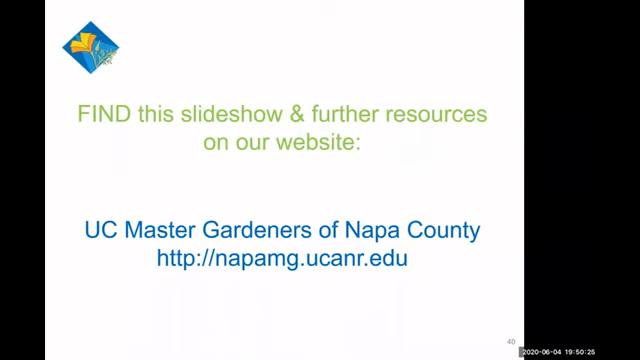 FIND this slideshow & further resources
on our website:
UC Master Gardeners of Napa County
http://napamg.ucanr.edu
40
2020-06-04 19:50:25